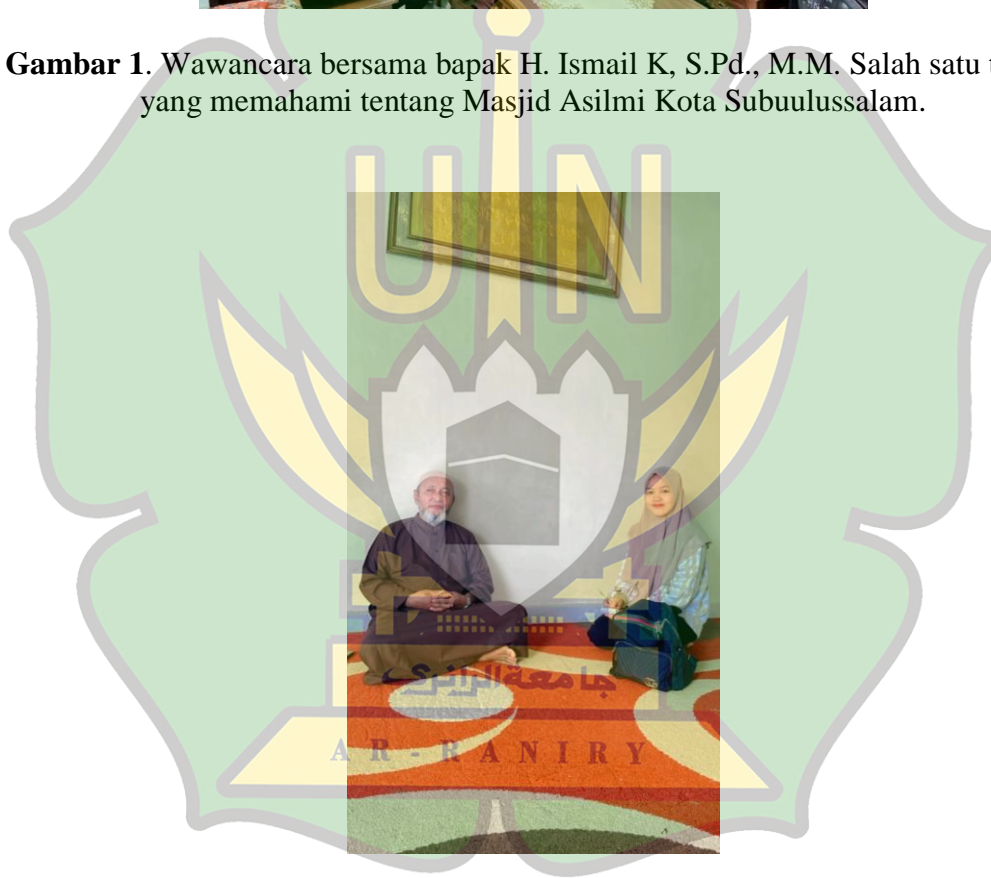 Gambar 1. Wawancara bersama bapak H. Ismail K, S.Pd., M.M. Salah satu
yang memahami tentang Masjid Asilmi Kota Subuulussalam.
UIN
جامعة الرانري
AR-RANIRY